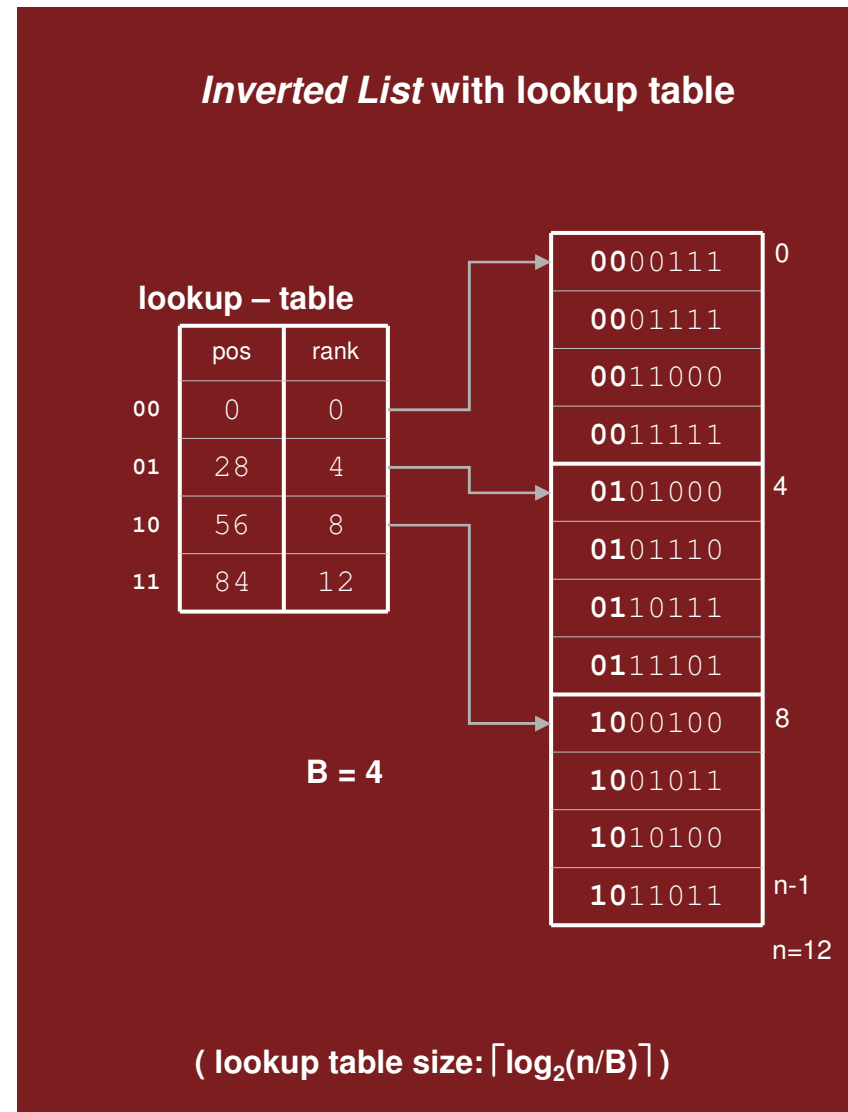 Inverted List with lookup table
lookup – table
pos rank
00 0 0
01 28 4
10 56 8
11 84 12
B = 4
0000111 0
0001111
0011000
0011111
0101000 4
0101110
0110111
0111101
1000100 8
1001011
1010100
1011011 n-1
n=12
( lookup table size:⌈log₂(n/B)⌉ )